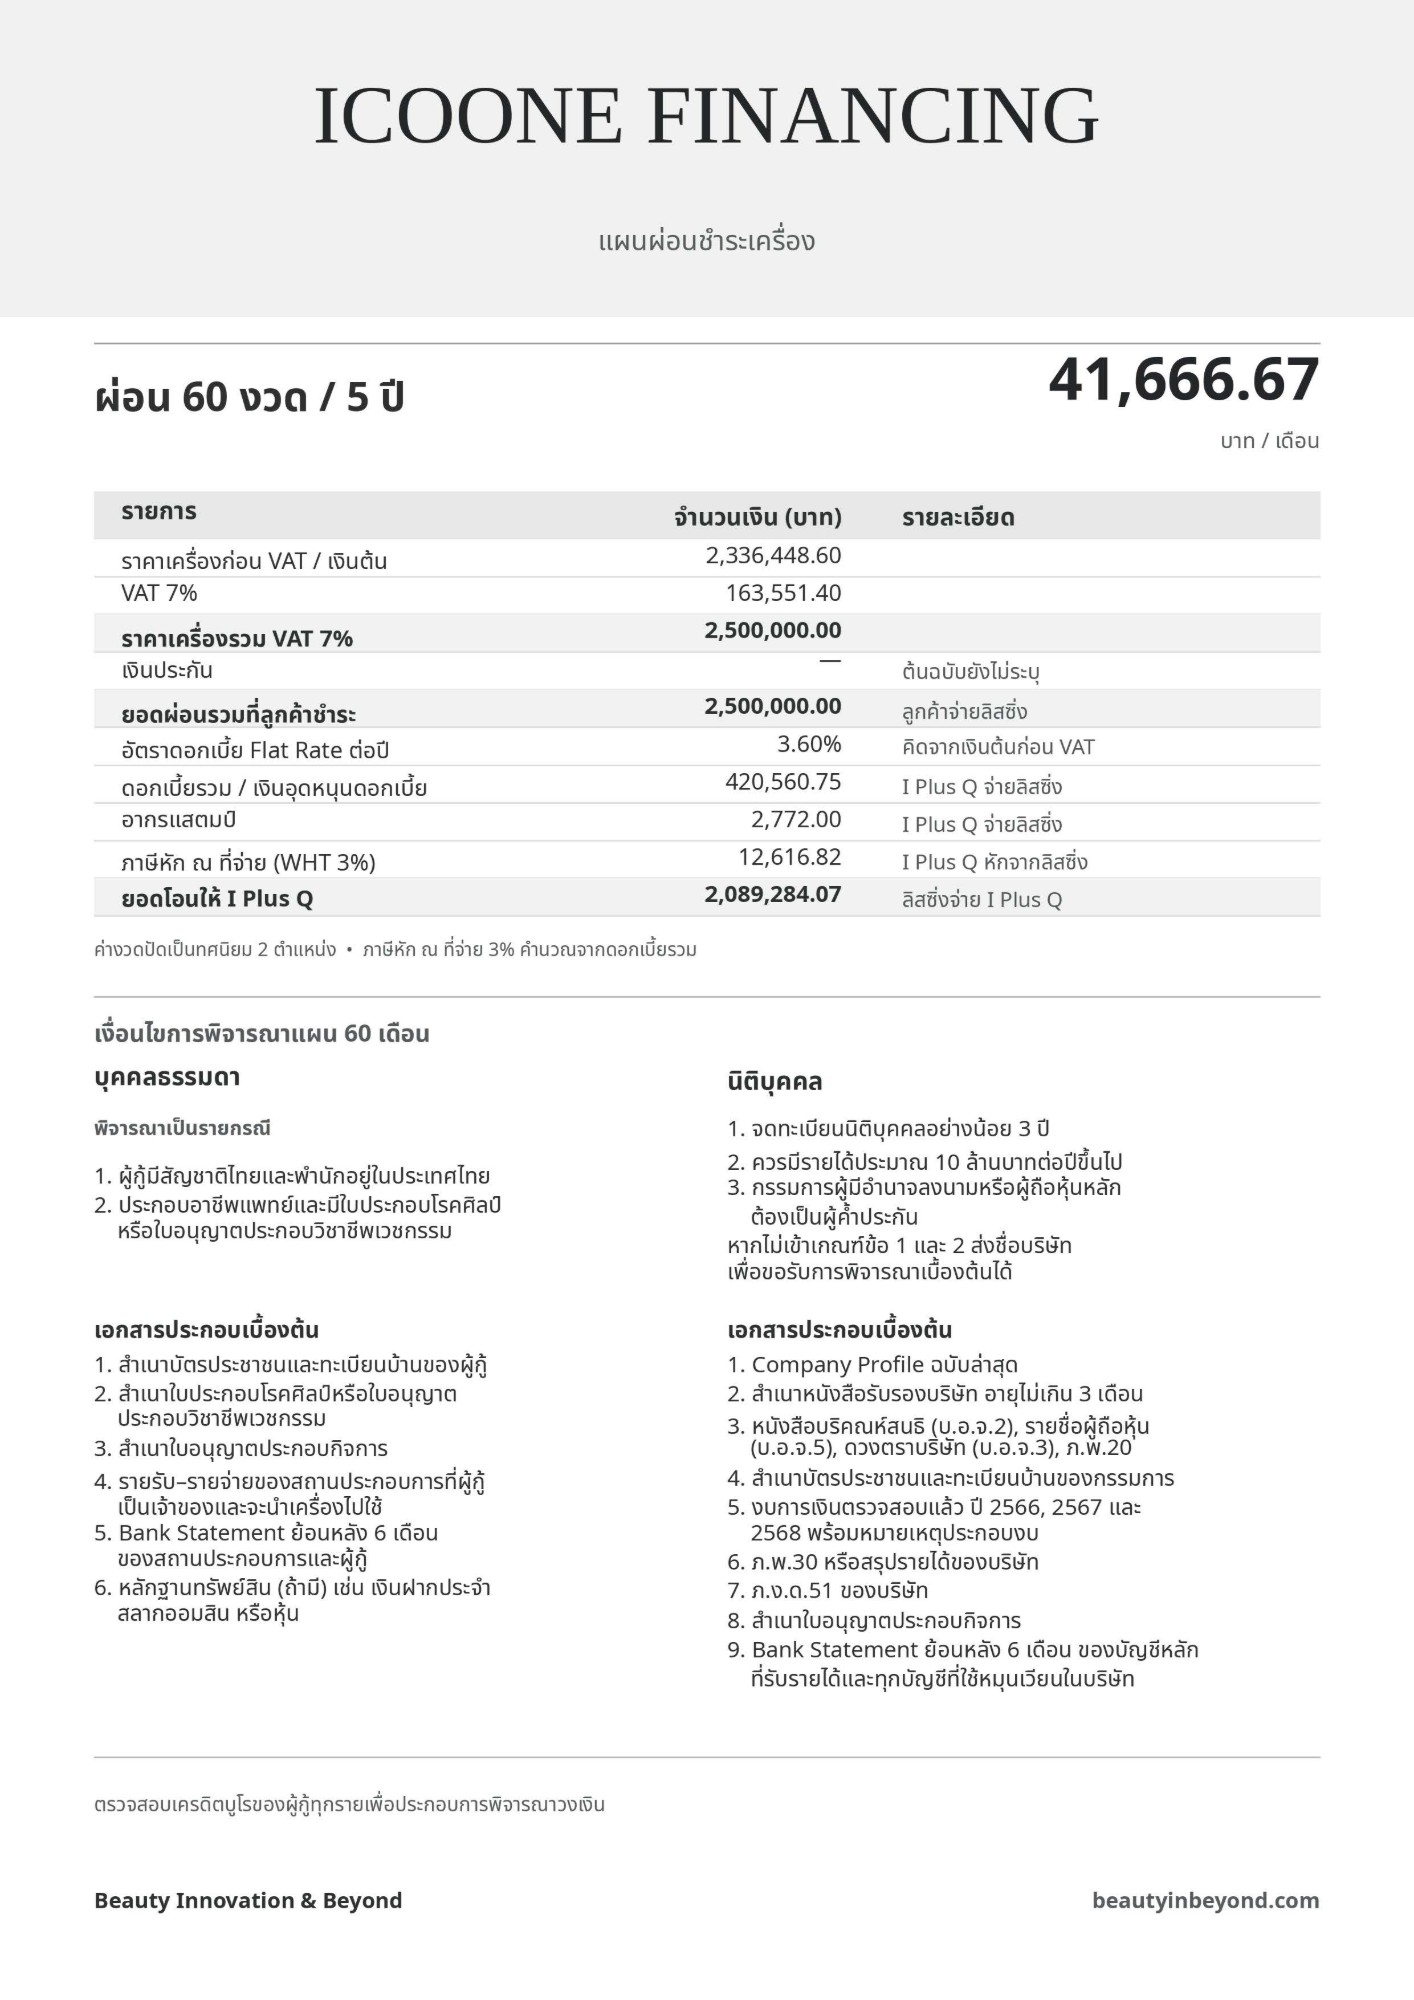 ICOONE FINANCING
แผนผ่อนชำระเครื่อง
ผ่อน 60 งวด / 5 ปี
41,666.67
บาท / เดือน
รายการ จำนวนเงิน (บาท) รายละเอียด
ราคาเครื่องก่อน VAT / เงินต้น 2,336,448.60
VAT 7% 163,551.40
ราคาเครื่องรวม VAT 7% 2,500,000.00
เงินประกัน — ต้นฉบับยังไม่ระบุ
ยอดผ่อนรวมที่ลูกค้าชำระ 2,500,000.00 ลูกค้าจ่ายลิสซิ่ง
อัตราดอกเบี้ย Flat Rate ต่อปี 3.60% คิดจากเงินต้นก่อน VAT
ดอกเบี้ยรวม / เงินอุดหนุนดอกเบี้ย 420,560.75 I Plus Q จ่ายลิสซิ่ง
อากรแสตมป์ 2,772.00 I Plus Q จ่ายลิสซิ่ง
ภาษีหัก ณ ที่จ่าย (WHT 3%) 12,616.82 I Plus Q หักจากลิสซิ่ง
ยอดโอนให้ I Plus Q 2,089,284.07 ลิสซิ่งจ่าย I Plus Q
ค่างวดปัดเป็นทศนิยม 2 ตำแหน่ง • ภาษีหัก ณ ที่จ่าย 3% คำนวณจากดอกเบี้ยรวม
เงื่อนไขการพิจารณาแผน 60 เดือน
บุคคลธรรมดา
พิจารณาเป็นรายกรณี
1. ผู้กู้มีสัญชาติไทยและพำนักอยู่ในประเทศไทย
2. ประกอบอาชีพแพทย์และมีใบประกอบโรคศิลป์
หรือใบอนุญาตประกอบวิชาชีพเวชกรรม
เอกสารประกอบเบื้องต้น
1. สำเนาบัตรประชาชนและทะเบียนบ้านของผู้กู้
2. สำเนาใบประกอบโรคศิลป์หรือใบอนุญาต
ประกอบวิชาชีพเวชกรรม
3. สำเนาใบอนุญาตประกอบกิจการ
4. รายรับ–รายจ่ายของสถานประกอบการที่ผู้กู้
เป็นเจ้าของและจะนำเครื่องไปใช้
5. Bank Statement ย้อนหลัง 6 เดือน
ของสถานประกอบการและผู้กู้
6. หลักฐานทรัพย์สิน (ถ้ามี) เช่น เงินฝากประจำ
สลากออมสิน หรือหุ้น
นิติบุคคล
1. จดทะเบียนนิติบุคคลอย่างน้อย 3 ปี
2. ควรมีรายได้ประมาณ 10 ล้านบาทต่อปีขึ้นไป
3. กรรมการผู้มีอำนาจลงนามหรือผู้ถือหุ้นหลัก
ต้องเป็นผู้ค้ำประกัน
หากไม่เข้าเกณฑ์ข้อ 1 และ 2 ส่งชื่อบริษัท
เพื่อขอรับการพิจารณาเบื้องต้นได้
เอกสารประกอบเบื้องต้น
1. Company Profile ฉบับล่าสุด
2. สำเนาหนังสือรับรองบริษัท อายุไม่เกิน 3 เดือน
3. หนังสือบริคณห์สนธิ (บ.อ.จ.2), รายชื่อผู้ถือหุ้น
(บ.อ.จ.5), ดวงตราบริษัท (บ.อ.จ.3), ภ.พ.20
4. สำเนาบัตรประชาชนและทะเบียนบ้านของกรรมการ
5. งบการเงินตรวจสอบแล้ว ปี 2566, 2567 และ
2568 พร้อมหมายเหตุประกอบงบ
6. ภ.พ.30 หรือสรุปรายได้ของบริษัท
7. ภ.ง.ด.51 ของบริษัท
8. สำเนาใบอนุญาตประกอบกิจการ
9. Bank Statement ย้อนหลัง 6 เดือน ของบัญชีหลัก
ที่รับรายได้และทุกบัญชีที่ใช้หมุนเวียนในบริษัท
ตรวจสอบเครดิตบูโรของผู้กู้ทุกรายเพื่อประกอบการพิจารณาวงเงิน
Beauty Innovation & Beyond
beautyinbeyond.com